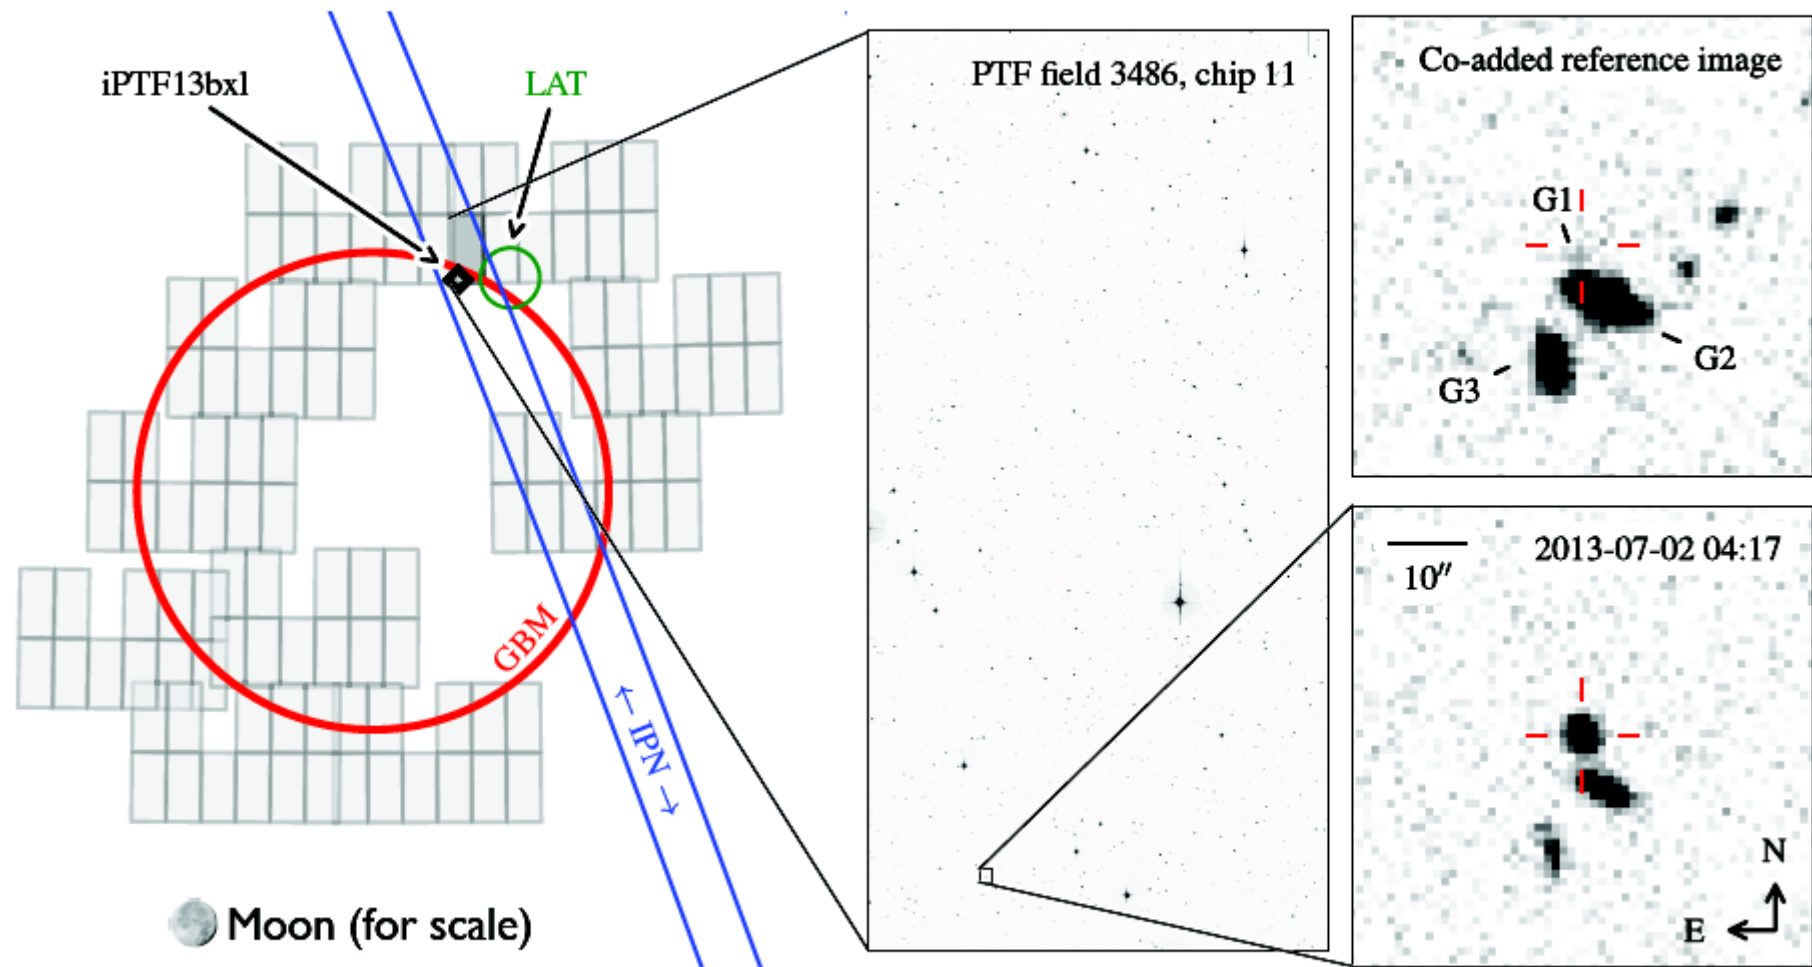 iPTF13bxl
LAT
GBM
← IPN →
Moon (for scale)
PTF field 3486, chip 11
Co-added reference image
G1
G2
G3
10″
2013-07-02 04:17
N
E